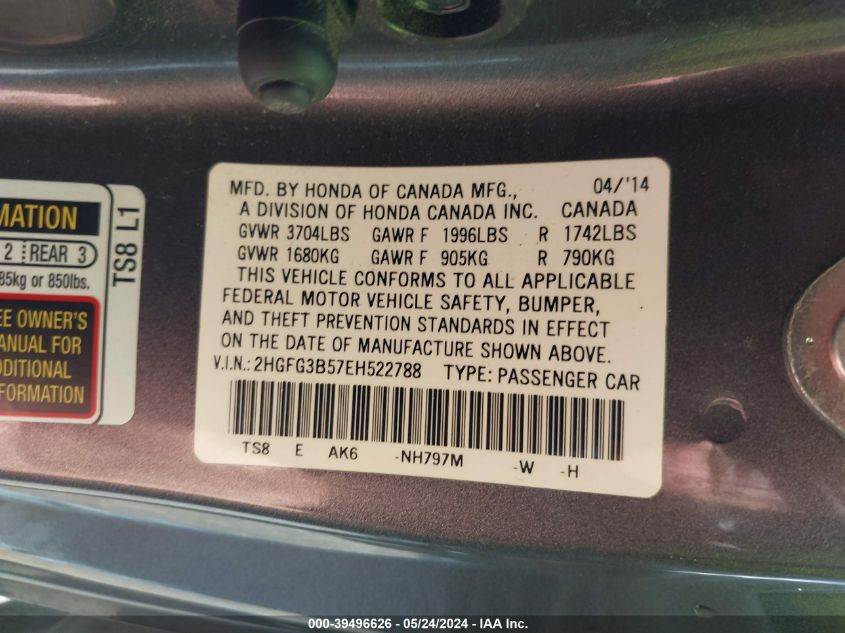 MATION
2 REAR 3
85kg or 850lbs.
EE OWNER'S
ANUAL FOR
DDITIONAL
FORMATION
TS8 L1
MFD. BY HONDA OF CANADA MFG., 04/'14
A DIVISION OF HONDA CANADA INC. CANADA
GVWR 3704LBS GAWR F 1996LBS R 1742LBS
GVWR 1680KG GAWR F 905KG R 790KG
THIS VEHICLE CONFORMS TO ALL APPLICABLE
FEDERAL MOTOR VEHICLE SAFETY, BUMPER,
AND THEFT PREVENTION STANDARDS IN EFFECT
ON THE DATE OF MANUFACTURE SHOWN ABOVE.
V.I.N.: 2HGFG3B57EH522788 TYPE: PASSENGER CAR
TS8 E AK6 -NH797M -W -H
000-39496626 - 05/24/2024 - IAA Inc.